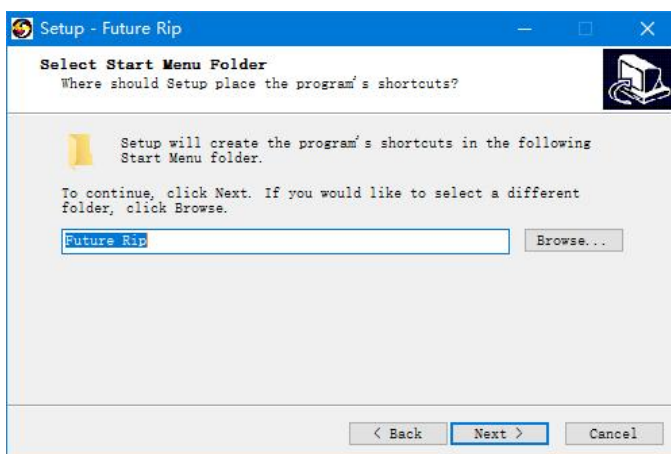 Setup - Future Rip
Select Start Menu Folder
Where should Setup place the program's shortcuts?
Setup will create the program's shortcuts in the following
Start Menu folder.
To continue, click Next. If you would like to select a different
folder, click Browse.
Future Rip
Browse...
< Back
Next >
Cancel